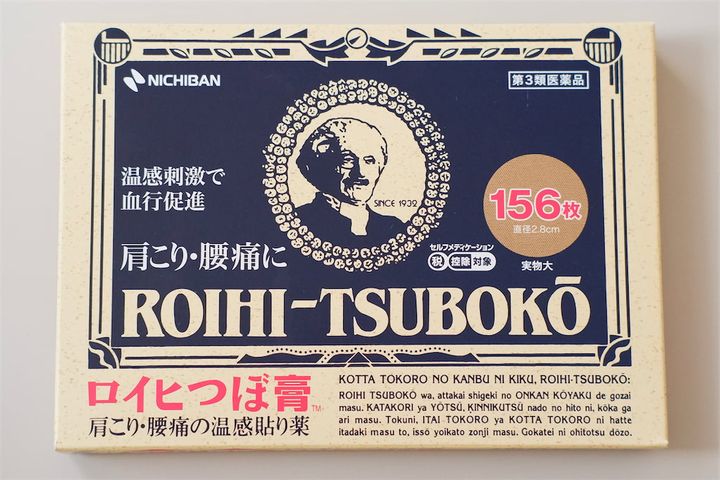 NICHIBAN
第3類医薬品
温感刺激で
血行促進
SINCE 1932
156枚
直径2.8cm
肩こり・腰痛に
セルフメディケーション
税 控除 対象
実物大
ROIHI-TSUBOKŌ
ロイヒつぼ膏™
肩こり・腰痛の温感貼り薬
KOTTA TOKORO NO KANBU NI KIKU, ROIHI-TSUBOKŌ:
ROIHI TSUBOKŌ wa, attakai shigeki no ONKAN KŌYAKU de gozai
masu. KATAKORI ya YŌTSŪ, KINNIKUTSŪ nado no hito ni, kōka ga
ari masu. Tokuni, ITAI TOKORO ya KOTTA TOKORO ni hatte
itadaki masu to, issō yoikato zonji masu. Gokatei ni ohitotsu dōzo.